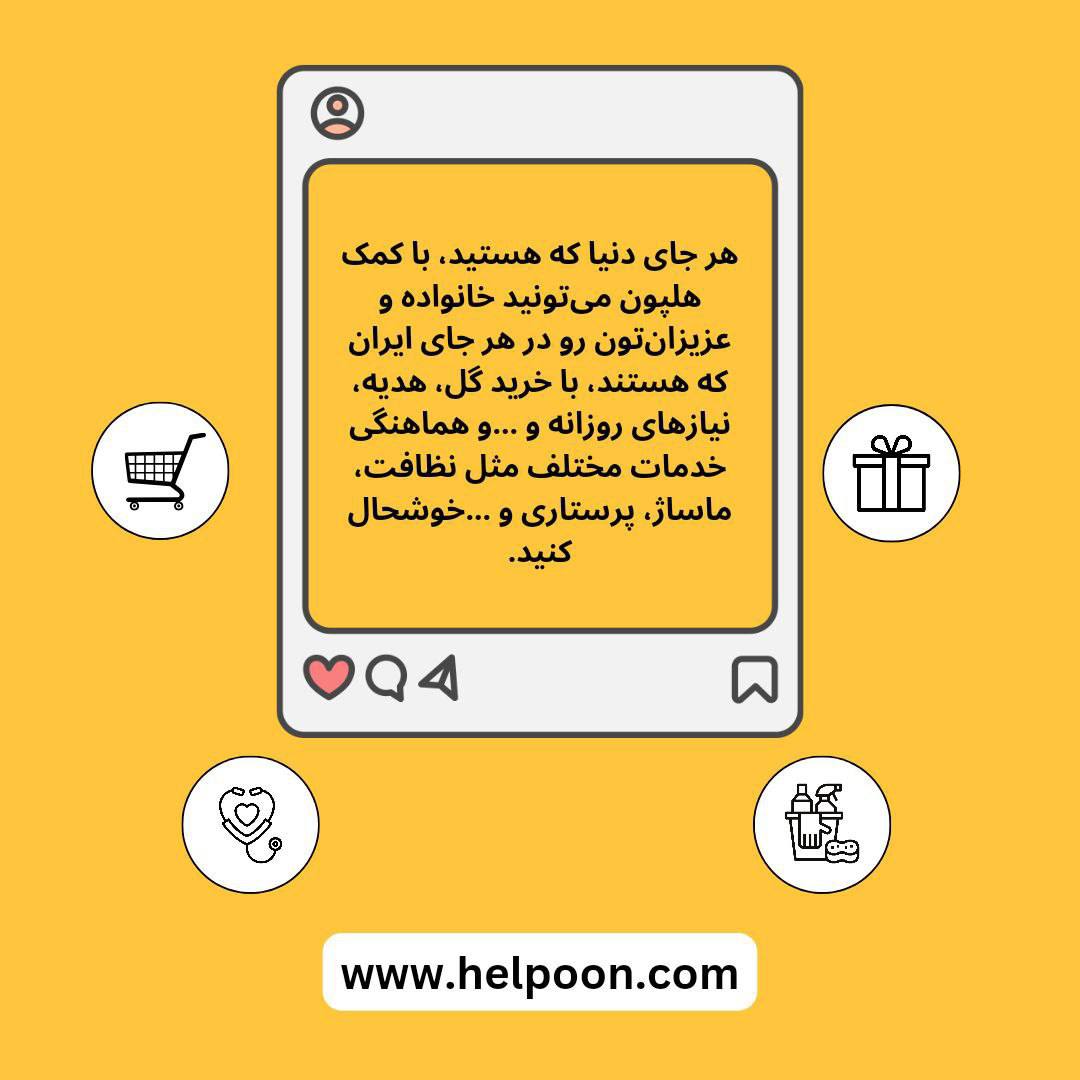 هر جای دنیا که هستید، با کمک
هلپون می‌تونید خانواده و
عزیزان‌تون رو در هر جای ایران
که هستند، با خرید گل، هدیه،
نیازهای روزانه و ...و هماهنگی
خدمات مختلف مثل نظافت،
ماساژ، پرستاری و ...خوشحال
کنید.
www.helpoon.com